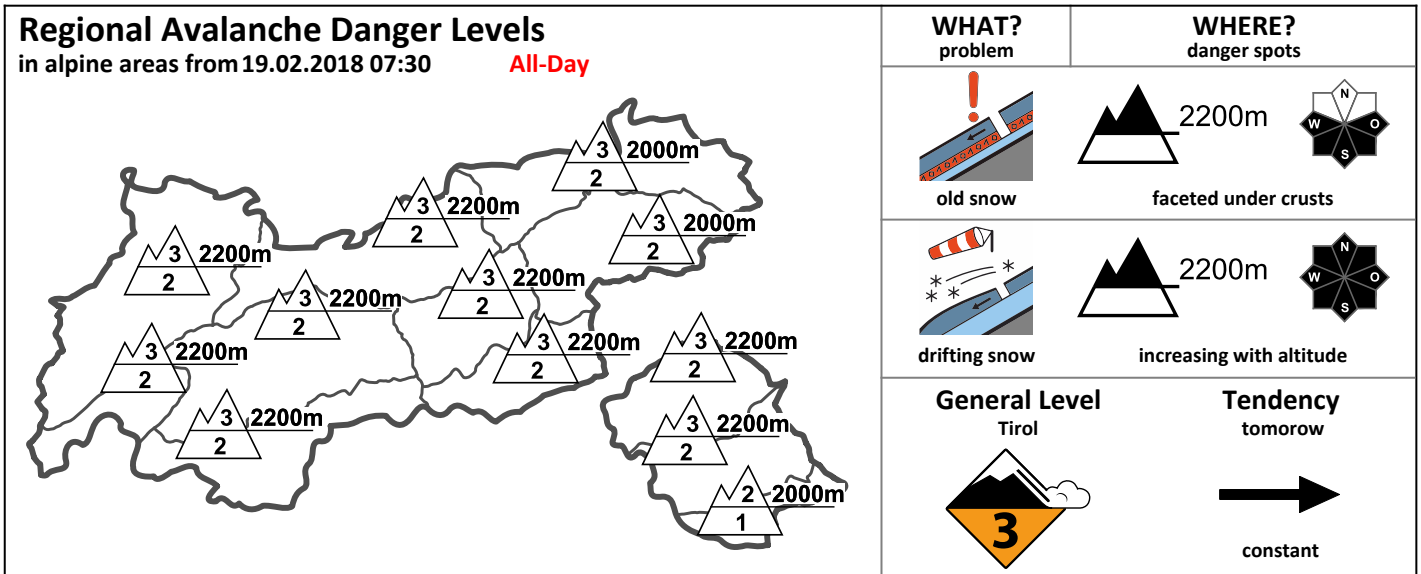 Regional Avalanche Danger Levels
in alpine areas from 19.02.2018 07:30 All-Day
3 2000m
2
3 2200m
2
3 2000m
2
3 2200m
2
3 2200m
2
3 2200m
2
3 2200m
2
3 2200m
2
3 2200m
2
3 2200m
2
3 2200m
2
2 2000m
1
WHAT?
problem
WHERE?
danger spots
!
2200m
N
W O
S
old snow
faceted under crusts
2200m
N
W O
S
drifting snow
increasing with altitude
General Level
Tirol
3
Tendency
tomorow
constant